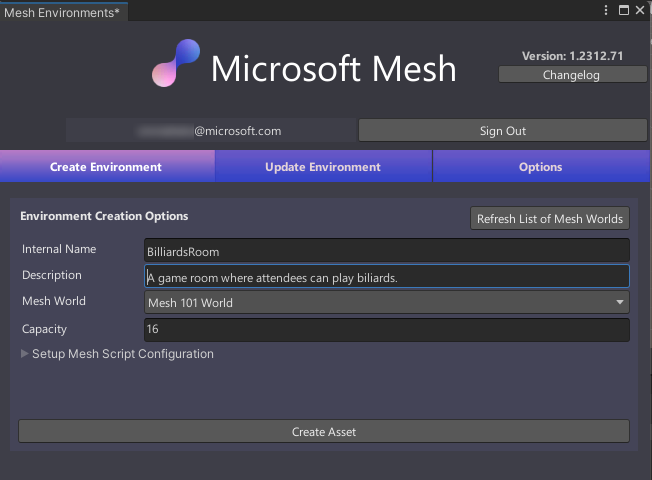 Mesh Environments*
Microsoft Mesh
Version: 1.2312.71
Changelog
@microsoft.com
Sign Out
Create Environment
Update Environment
Options
Environment Creation Options
Refresh List of Mesh Worlds
Internal Name
BilliardsRoom
Description
A game room where attendees can play biliards.
Mesh World
Mesh 101 World
Capacity
16
Setup Mesh Script Configuration
Create Asset